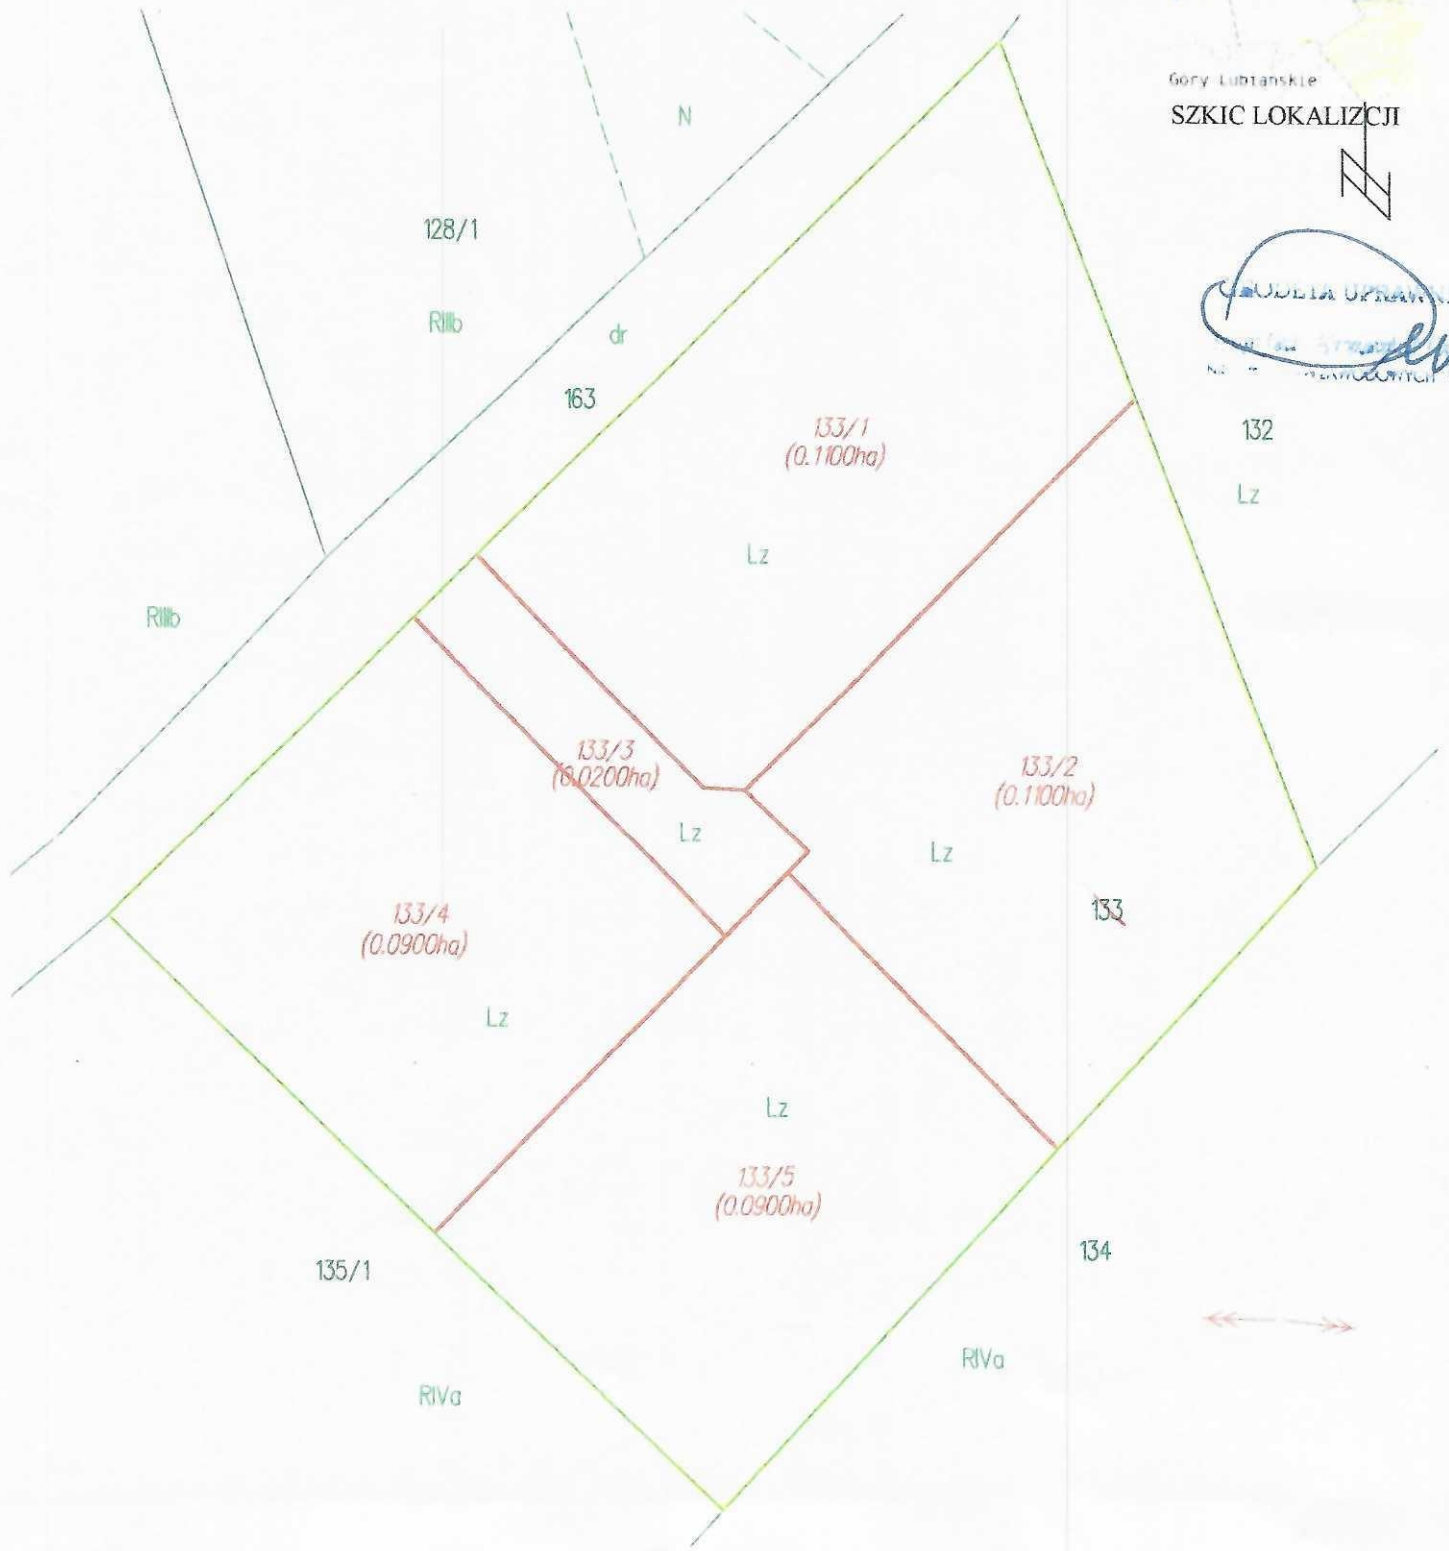 Gory Lubiańskie
SZKIC LOKALIZCJI
N
128/1
RIIIb
dr
163
132
Lz
133/1
(0.1100ha)
Lz
RIIIb
133/3
(0.0200ha)
Lz
133/2
(0.1100ha)
Lz
133
133/4
(0.0900ha)
Lz
Lz
133/5
(0.0900ha)
135/1
134
RIVa
RIVa